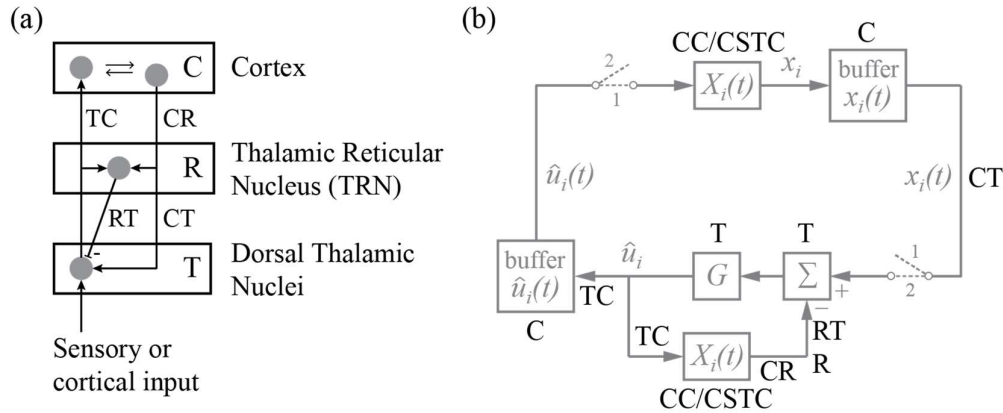 (a)
C
Cortex
TC
CR
R
Thalamic Reticular
Nucleus (TRN)
RT
CT
-
T
Dorsal Thalamic
Nuclei
Sensory or
cortical input
(b)
CC/CSTC
C
2
1
X_i(t)
x_i
buffer
x_i(t)
û_i(t)
x_i(t)
CT
T
T
1
2
buffer
û_i(t)
û_i
G
Σ
+
−
TC
C
TC
X_i(t)
CR
RT
R
CC/CSTC